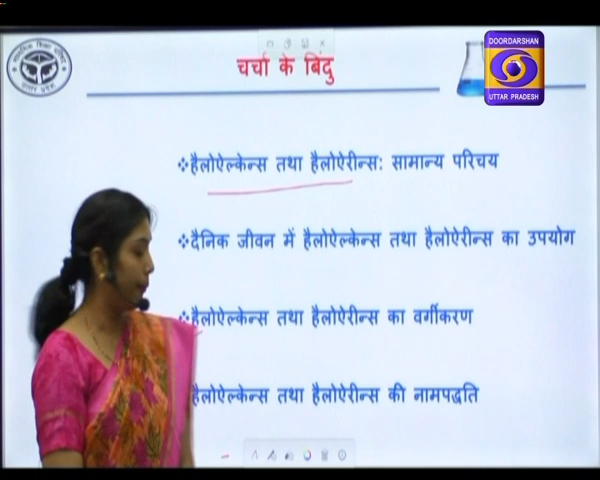 चर्चा के बिंदु
DOORDARSHAN
UTTAR PRADESH
हैलोऐल्केन्स तथा हैलोऐरीन्स: सामान्य परिचय
दैनिक जीवन में हैलोऐल्केन्स तथा हैलोऐरीन्स का उपयोग
हैलोऐल्केन्स तथा हैलोऐरीन्स का वर्गीकरण
हैलोऐल्केन्स तथा हैलोऐरीन्स की नामपद्धति